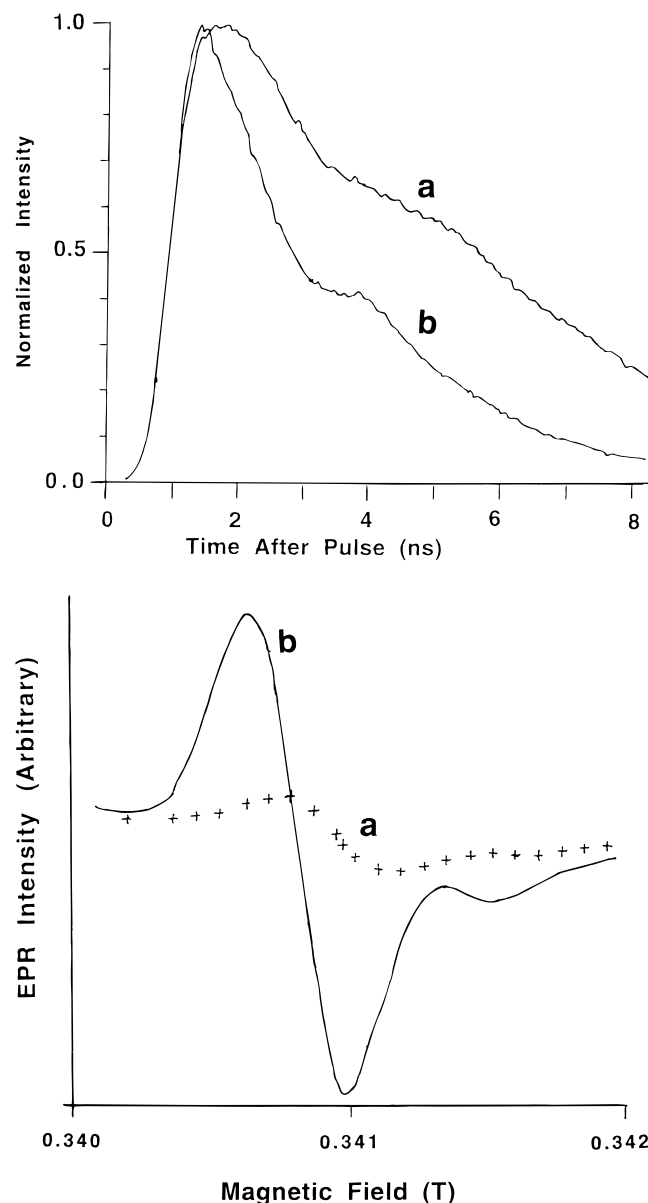 1.0
0.5
0.0
Normalized Intensity
a
b
0 2 4 6 8
Time After Pulse (ns)
b
a
EPR Intensity (Arbitrary)
0.340 0.341 0.342
Magnetic Field (T)